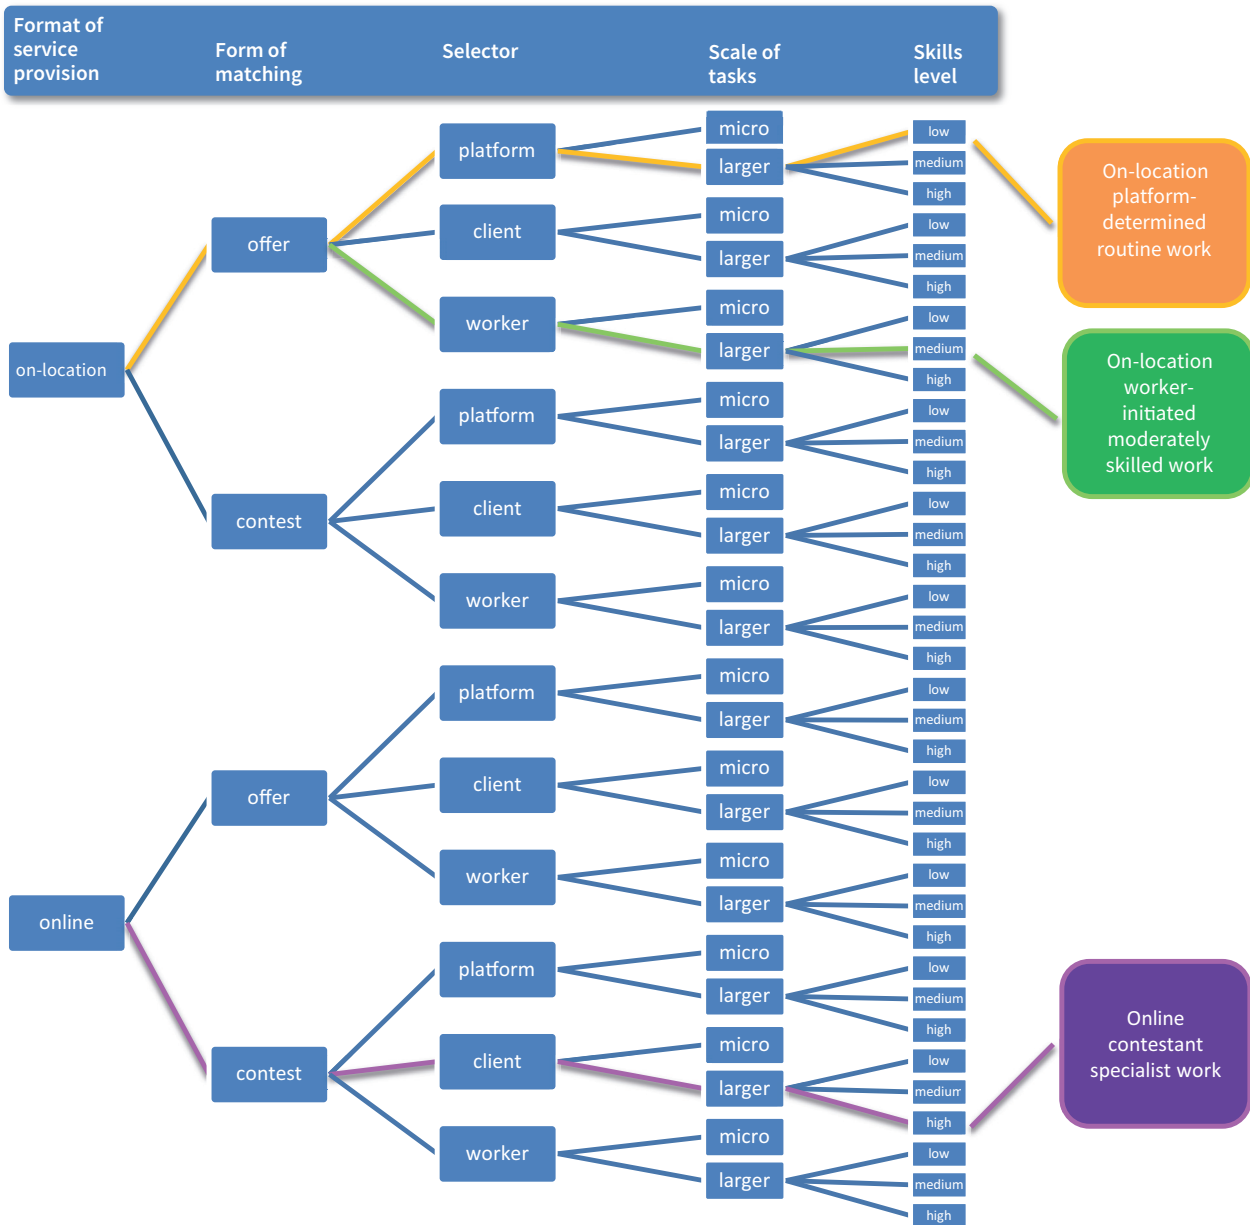 Format of
service
provision
Form of
matching
Selector
Scale of
tasks
Skills
level
on-location
offer
platform
micro
larger
low
medium
high
client
micro
larger
low
medium
high
worker
micro
larger
low
medium
high
contest
platform
micro
larger
low
medium
high
client
micro
larger
low
medium
high
worker
micro
larger
low
medium
high
online
offer
platform
micro
larger
low
medium
high
client
micro
larger
low
medium
high
worker
micro
larger
low
medium
high
contest
platform
micro
larger
low
medium
high
client
micro
larger
low
medium
high
worker
micro
larger
low
medium
high
On-location
platform-
determined
routine work
On-location
worker-
initiated
moderately
skilled work
Online
contestant
specialist work